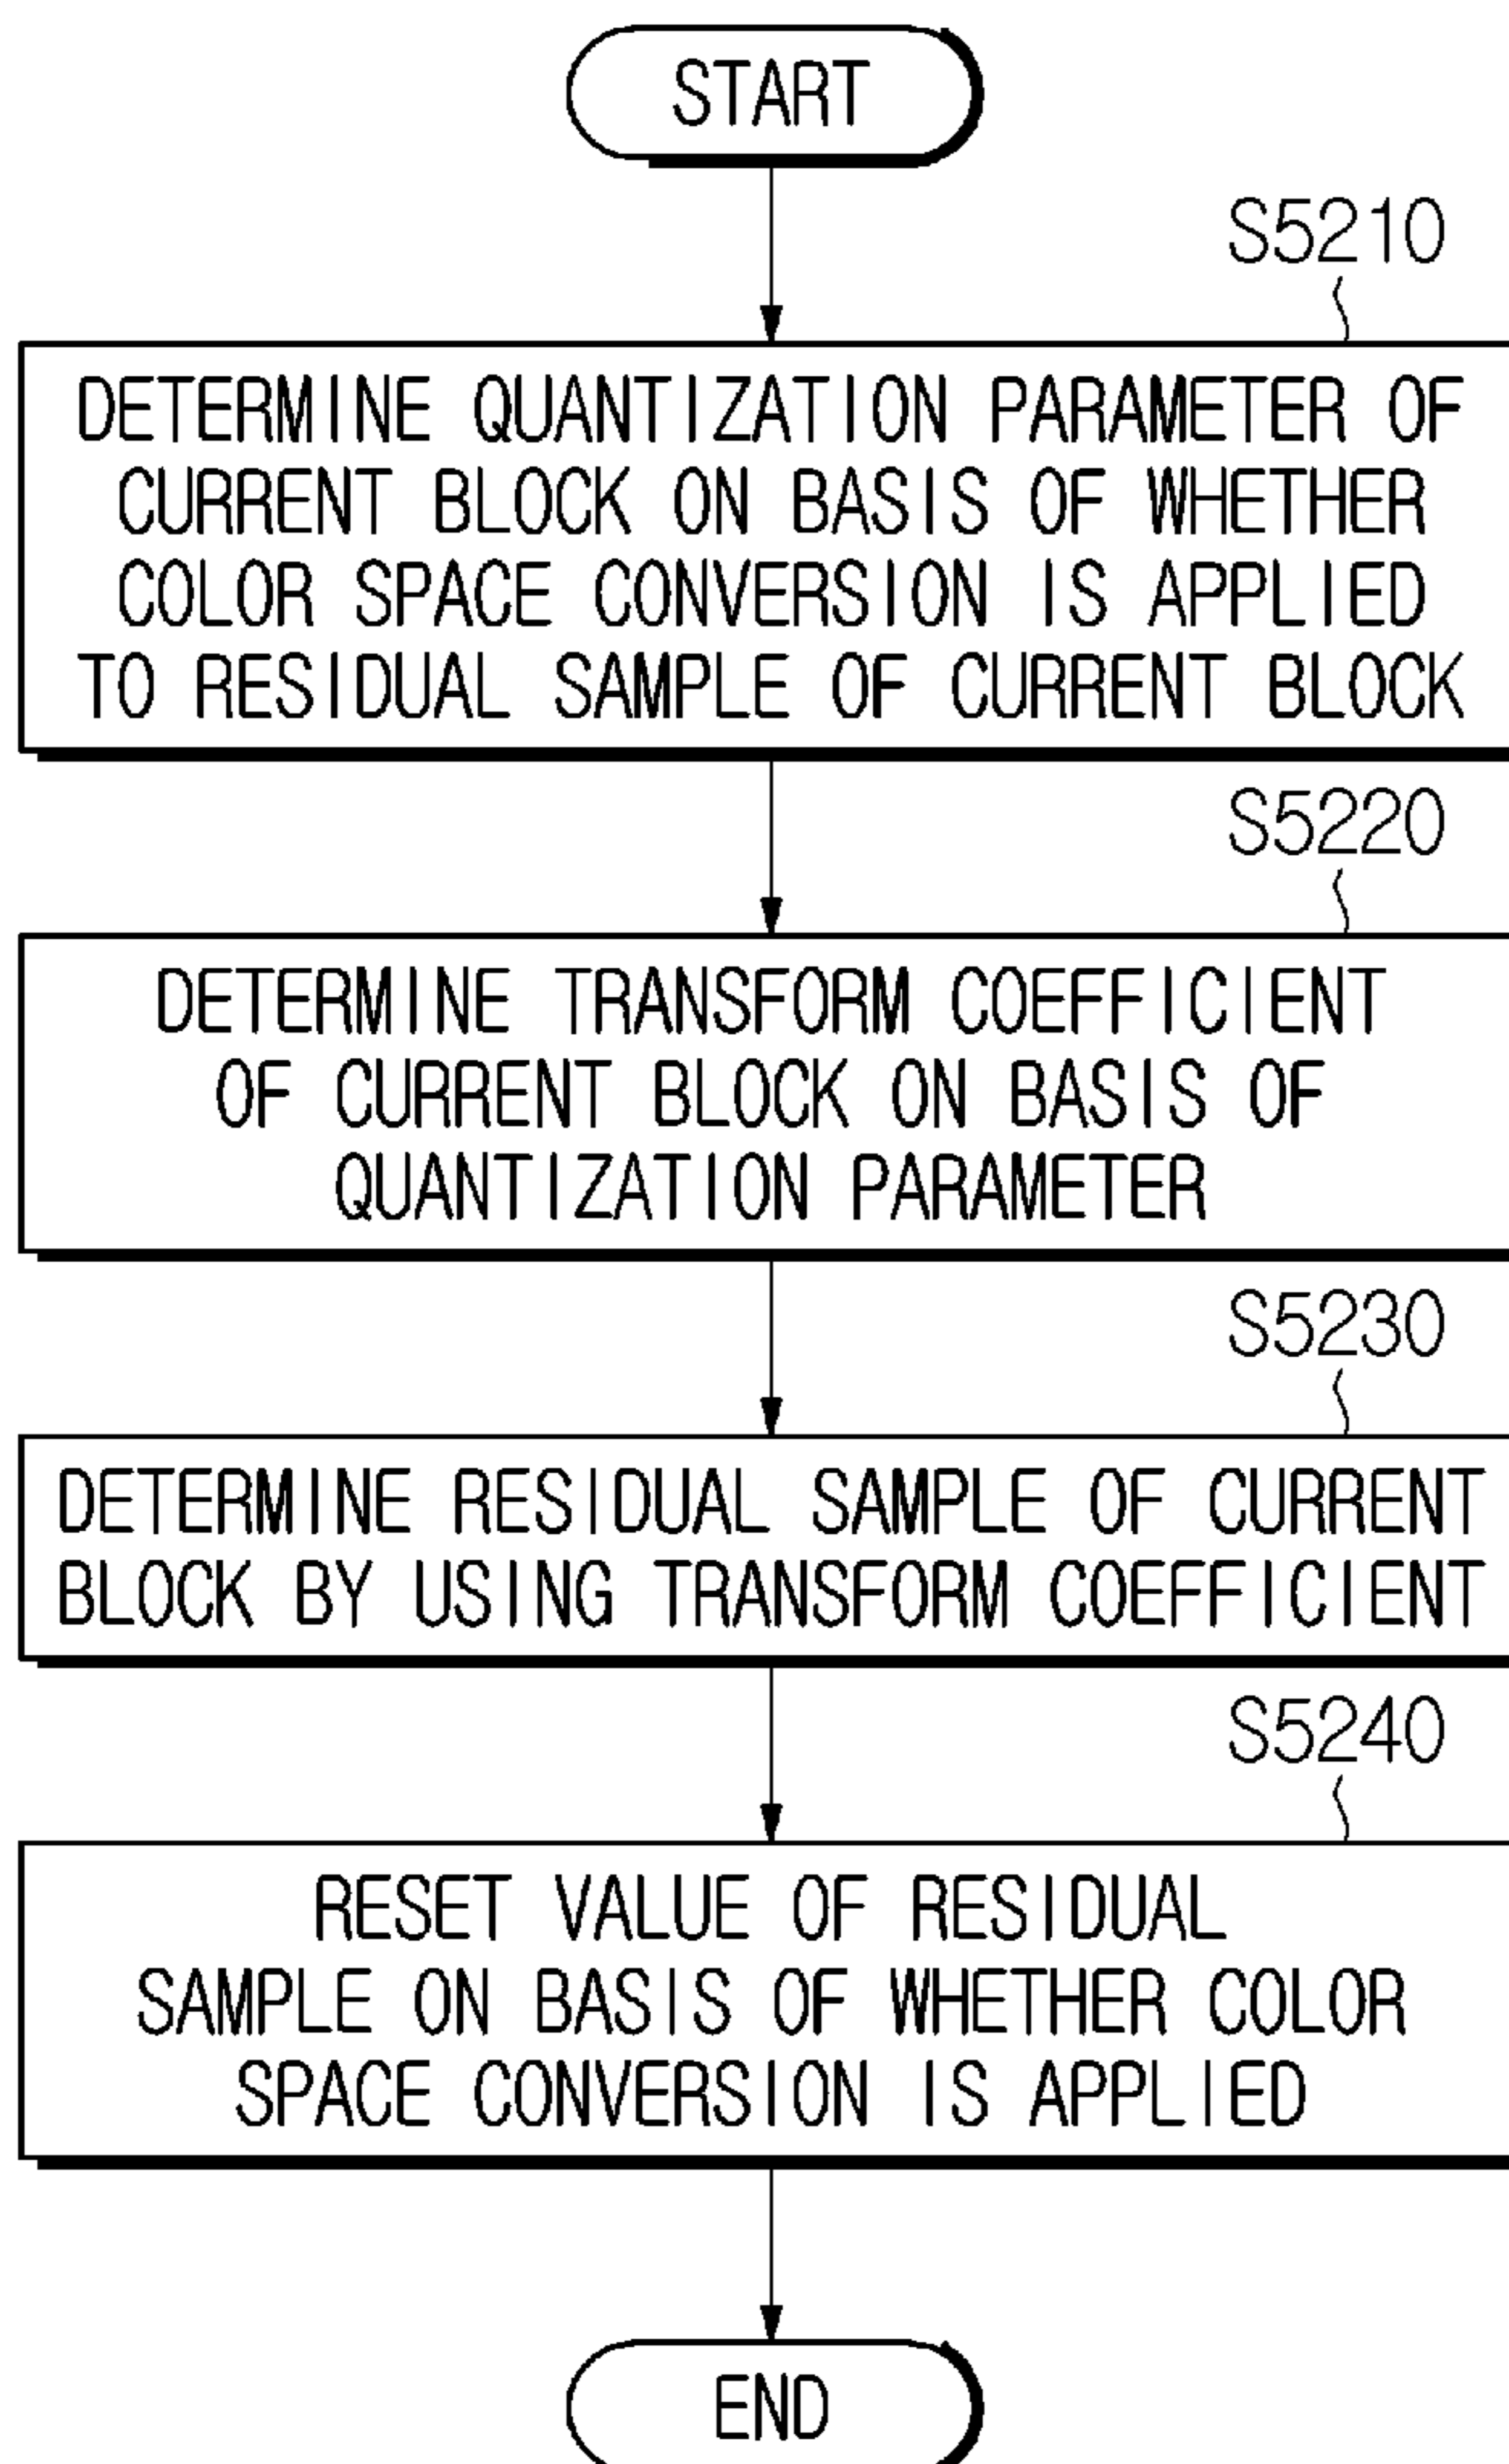 START
S5210
DETERMINE QUANTIZATION PARAMETER OF
CURRENT BLOCK ON BASIS OF WHETHER
COLOR SPACE CONVERSION IS APPLIED
TO RESIDUAL SAMPLE OF CURRENT BLOCK
S5220
DETERMINE TRANSFORM COEFFICIENT
OF CURRENT BLOCK ON BASIS OF
QUANTIZATION PARAMETER
S5230
DETERMINE RESIDUAL SAMPLE OF CURRENT
BLOCK BY USING TRANSFORM COEFFICIENT
S5240
RESET VALUE OF RESIDUAL
SAMPLE ON BASIS OF WHETHER COLOR
SPACE CONVERSION IS APPLIED
END